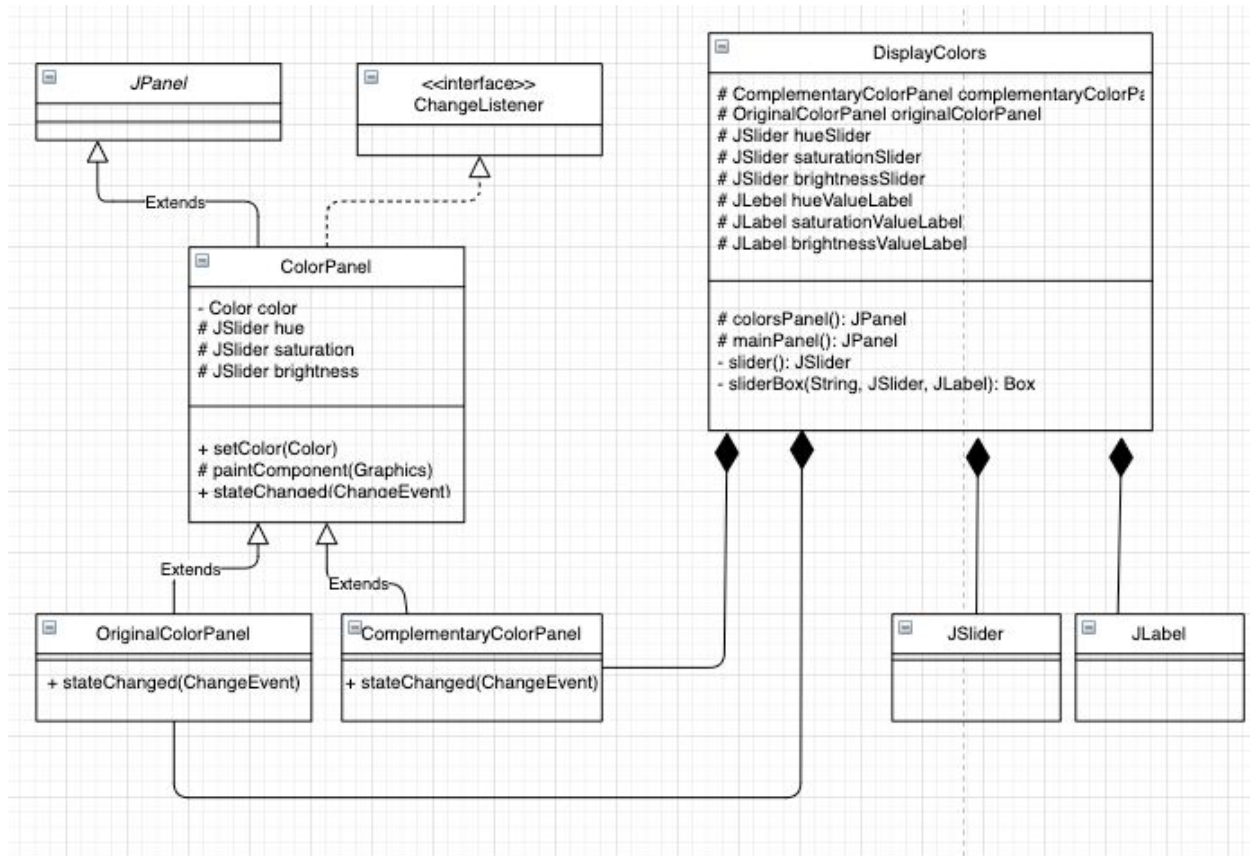 JPanel
<<interface>>
ChangeListener
DisplayColors
# ComplementaryColorPanel complementaryColorPa
# OriginalColorPanel originalColorPanel
# JSlider hueSlider
# JSlider saturationSlider
# JSlider brightnessSlider
# JLebel hueValueLabel
# JLabel saturationValueLabel
# JLabel brightnessValueLabel
# colorsPanel(): JPanel
# mainPanel(): JPanel
- slider(): JSlider
- sliderBox(String, JSlider, JLabel): Box
Extends
ColorPanel
- Color color
# JSlider hue
# JSlider saturation
# JSlider brightness
+ setColor(Color)
# paintComponent(Graphics)
+ stateChanged(ChangeEvent)
Extends
Extends
OriginalColorPanel
+ stateChanged(ChangeEvent)
ComplementaryColorPanel
+ stateChanged(ChangeEvent)
JSlider
JLabel